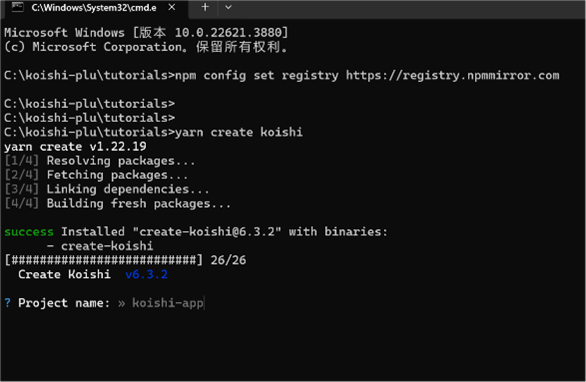 C:\Windows\System32\cmd.e
Microsoft Windows [版本 10.0.22621.3880]
(c) Microsoft Corporation。保留所有权利。
C:\koishi-plu\tutorials>npm config set registry https://registry.npmmirror.com
C:\koishi-plu\tutorials>
C:\koishi-plu\tutorials>
C:\koishi-plu\tutorials>yarn create koishi
yarn create v1.22.19
[1/4] Resolving packages...
[2/4] Fetching packages...
[3/4] Linking dependencies...
[4/4] Building fresh packages...
success Installed "create-koishi@6.3.2" with binaries:
- create-koishi
[##########################] 26/26
Create Koishi v6.3.2
? Project name: » koishi-app